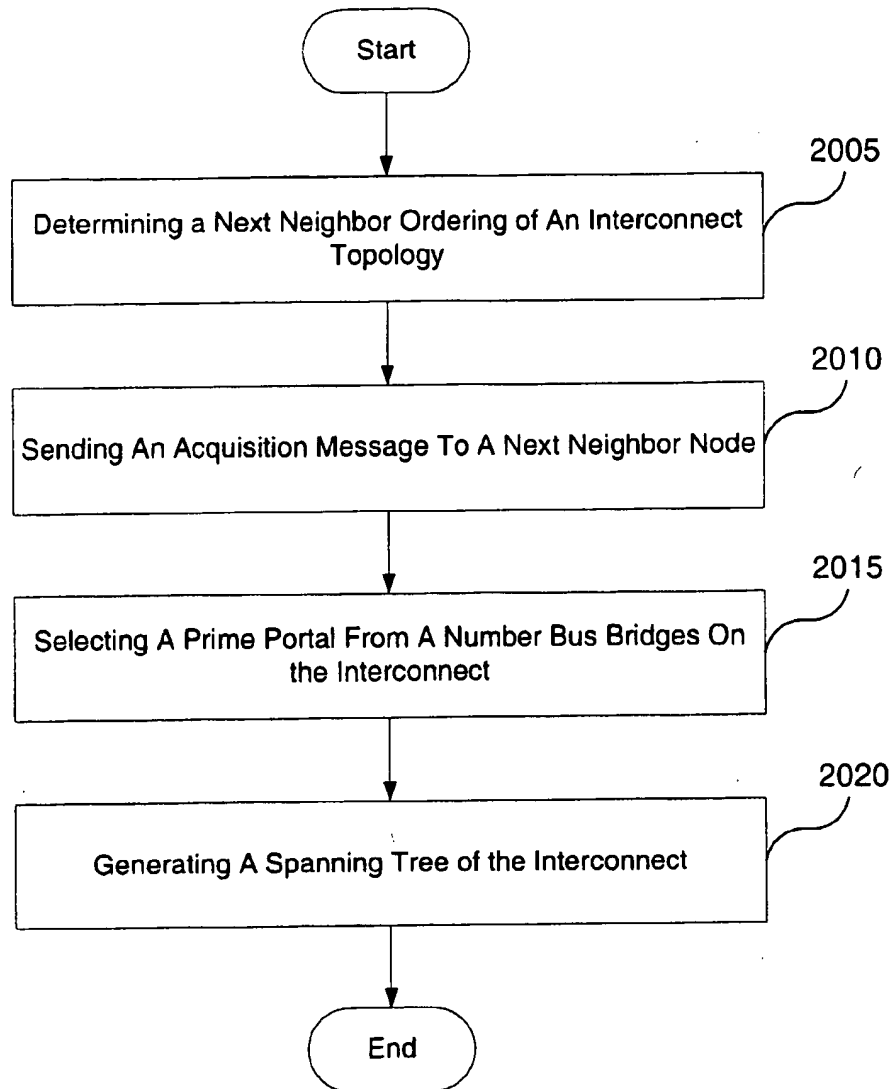 Start
2005
Determining a Next Neighbor Ordering of An Interconnect
Topology
2010
Sending An Acquisition Message To A Next Neighbor Node
2015
Selecting A Prime Portal From A Number Bus Bridges On
the Interconnect
2020
Generating A Spanning Tree of the Interconnect
End